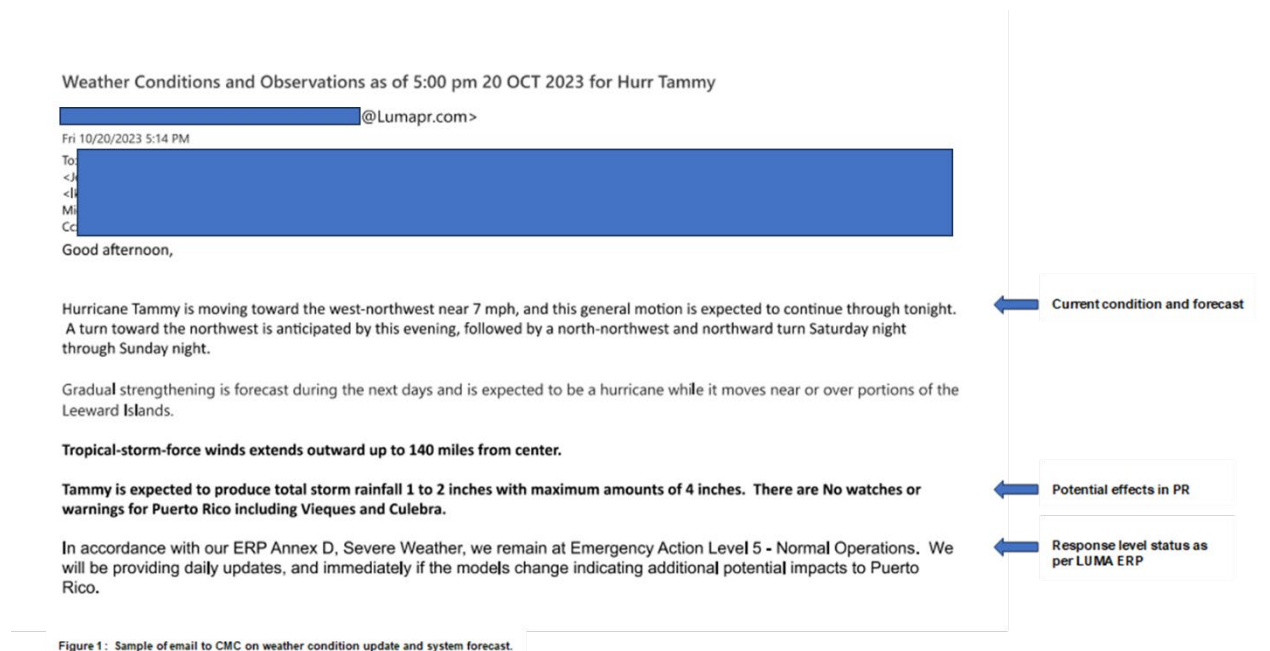 Weather Conditions and Observations as of 5:00 pm 20 OCT 2023 for Hurr Tammy
@Lumapr.com>
Fri 10/20/2023 5:14 PM
To:
Mi
Cc:
Good afternoon,
Hurricane Tammy is moving toward the west-northwest near 7 mph, and this general motion is expected to continue through tonight.
A turn toward the northwest is anticipated by this evening, followed by a north-northwest and northward turn Saturday night
through Sunday night.
Current condition and forecast
Gradual strengthening is forecast during the next days and is expected to be a hurricane while it moves near or over portions of the
Leeward Islands.
Tropical-storm-force winds extends outward up to 140 miles from center.
Tammy is expected to produce total storm rainfall 1 to 2 inches with maximum amounts of 4 inches.  There are No watches or
warnings for Puerto Rico including Vieques and Culebra.
Potential effects in PR
In accordance with our ERP Annex D, Severe Weather, we remain at Emergency Action Level 5 - Normal Operations.  We
will be providing daily updates, and immediately if the models change indicating additional potential impacts to Puerto
Rico.
Response level status as
per LUMA ERP
Figure 1 :  Sample of email to CMC on weather condition update and system forecast.